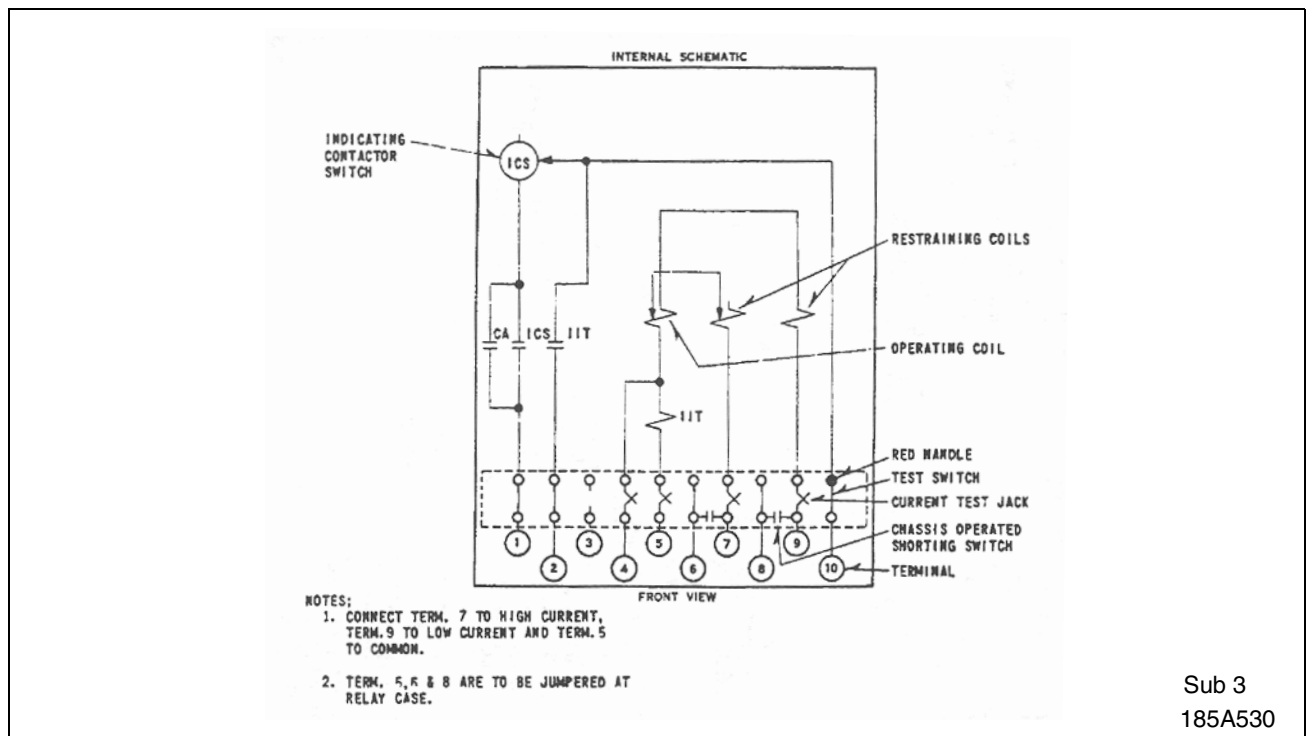 INTERNAL SCHEMATIC
INDICATING
CONTACTOR
SWITCH
ICS
RESTRAINING COILS
CA
ICS
IIT
OPERATING COIL
IIT
RED HANDLE
TEST SWITCH
CURRENT TEST JACK
CHASSIS OPERATED
SHORTING SWITCH
TERMINAL
1
3
5
7
9
2
4
6
8
10
FRONT VIEW
NOTES:
1. CONNECT TERM. 7 TO HIGH CURRENT,
TERM.9 TO LOW CURRENT AND TERM.5
TO COMMON.
2. TERM. 5,6 & 8 ARE TO BE JUMPERED AT
RELAY CASE.
Sub 3
185A530